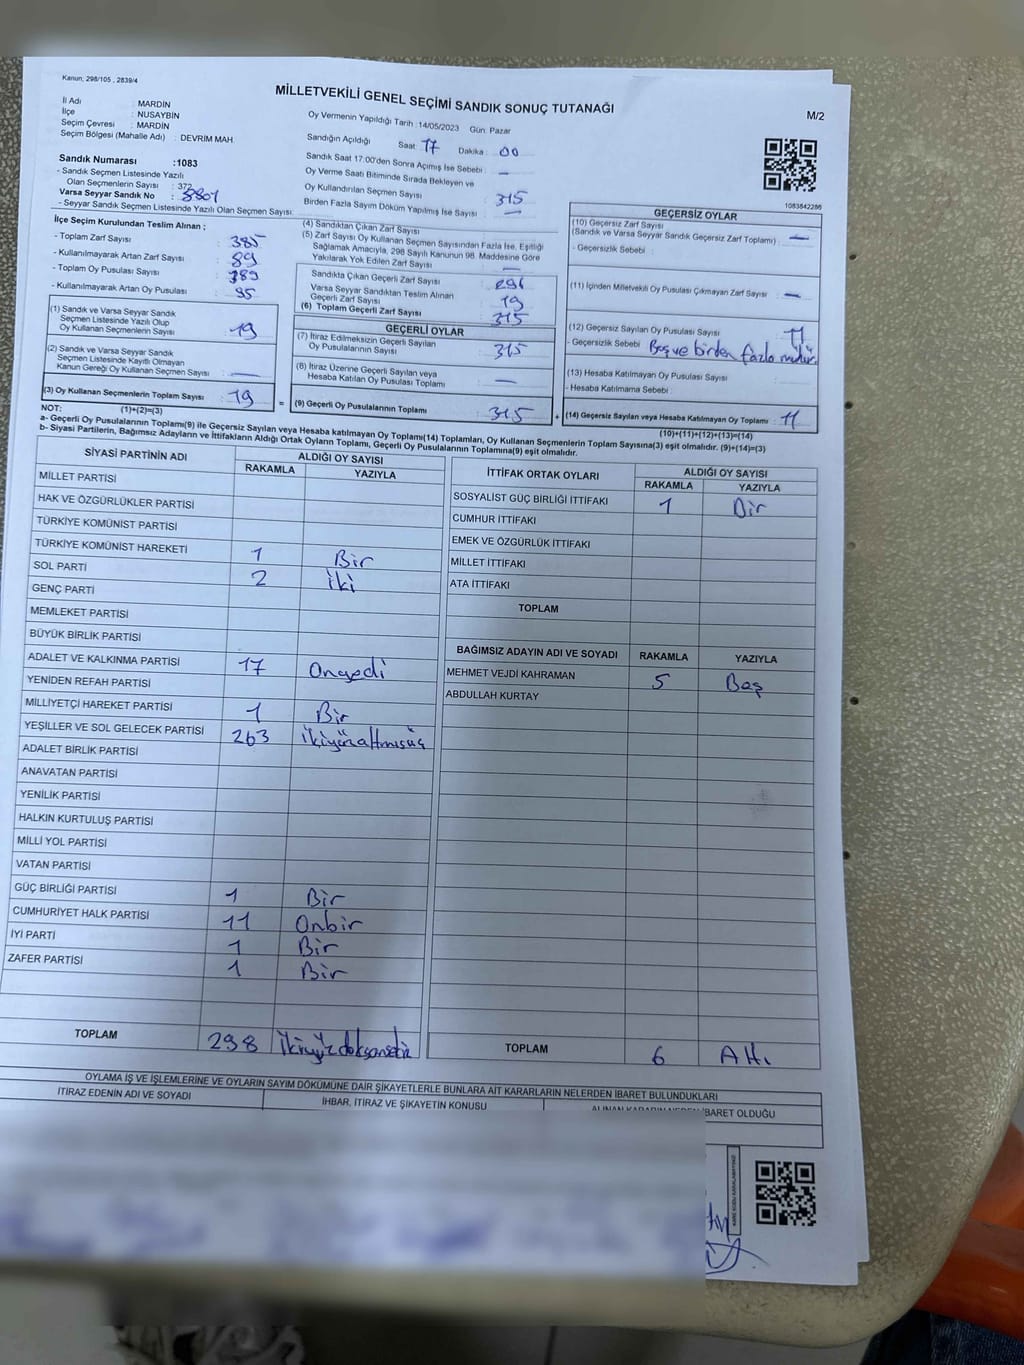 Kanun; 298/105 , 2839/4
MİLLETVEKİLİ GENEL SEÇİMİ SANDIK SONUÇ TUTANAĞI
M/2
İl Adı : MARDİN
İlçe : NUSAYBİN
Seçim Çevresi : MARDİN
Seçim Bölgesi (Mahalle Adı) : DEVRİM MAH.
Sandık Numarası :1083
- Sandık Seçmen Listesinde Yazılı
Olan Seçmenlerin Sayısı : 372
Varsa Seyyar Sandık No :
- Seyyar Sandık Seçmen Listesinde Yazılı Olan Seçmen Sayısı:
Oy Vermenin Yapıldığı Tarih :14/05/2023 Gün: Pazar
Sandığın Açıldığı Saat: 17 Dakika : 00
Sandık Saat 17:00'den Sonra Açımış İse Sebebi : —
Oy Verme Saati Bitiminde Sırada Bekleyen ve
Oy Kullandırılan Seçmen Sayısı : 315
Birden Fazla Sayım Döküm Yapılmış İse Sayısı : —
1083842286
İlçe Seçim Kurulundan Teslim Alınan ;
- Toplam Zarf Sayısı : 385
- Kullanılmayarak Artan Zarf Sayısı : 89
- Toplam Oy Pusulası Sayısı : 389
- Kullanılmayarak Artan Oy Pusulası : 95
(1) Sandık ve Varsa Seyyar Sandık
Seçmen Listesinde Yazılı Olup
Oy Kullanan Seçmenlerin Sayısı : 19
(2) Sandık ve Varsa Seyyar Sandık
Seçmen Listesinde Kayıtlı Olmayan
Kanun Gereği Oy Kullanan Seçmen Sayısı : —
(3) Oy Kullanan Seçmenlerin Toplam Sayısı : 19
(1)+(2)=(3)
(4) Sandıktan Çıkan Zarf Sayısı
(5) Zarf Sayısı Oy Kullanan Seçmen Sayısından Fazla İse, Eşitliği
Sağlamak Amacıyla, 298 Sayılı Kanunun 98. Maddesine Göre
Yakılarak Yok Edilen Zarf Sayısı : —
Sandıkta Çıkan Geçerli Zarf Sayısı : 296
Varsa Seyyar Sandıktan Teslim Alınan
Geçerli Zarf Sayısı : 19
(6) Toplam Geçerli Zarf Sayısı : 315
GEÇERLİ OYLAR
(7) İtiraz Edilmeksizin Geçerli Sayılan
Oy Pusulalarının Sayısı : 315
(8) İtiraz Üzerine Geçerli Sayılan veya
Hesaba Katılan Oy Pusulası Toplamı : —
= (9) Geçerli Oy Pusulalarının Toplamı : 315
GEÇERSİZ OYLAR
(10) Geçersiz Zarf Sayısı
(Sandık ve Varsa Seyyar Sandık Geçersiz Zarf Toplamı) : —
- Geçersizlik Sebebi :
(11) İçinden Milletvekili Oy Pusulası Çıkmayan Zarf Sayısı : —
(12) Geçersiz Sayılan Oy Pusulası Sayısı : 11
- Geçersizlik Sebebi : Boş ve birden fazla mühür.
(13) Hesaba Katılmayan Oy Pusulası Sayısı : —
- Hesaba Katılmama Sebebi :
+ (14) Geçersiz Sayılan veya Hesaba Katılmayan Oy Toplamı : 11
(10)+(11)+(12)+(13)=(14)
NOT:
a- Geçerli Oy Pusulalarının Toplamı(9) ile Geçersiz Sayılan veya Hesaba katılmayan Oy Toplamı(14) Toplamları, Oy Kullanan Seçmenlerin Toplam Sayısına(3) eşit olmalıdır. (9)+(14)=(3)
b- Siyasi Partilerin, Bağımsız Adayların ve İttifakların Aldığı Ortak Oyların Toplamı, Geçerli Oy Pusulalarının Toplamına(9) eşit olmalıdır.
SİYASİ PARTİNİN ADI ALDIĞI OY SAYISI
RAKAMLA YAZIYLA
MİLLET PARTİSİ
HAK VE ÖZGÜRLÜKLER PARTİSİ
TÜRKİYE KOMÜNİST PARTİSİ
TÜRKİYE KOMÜNİST HAREKETİ 1 Bir
SOL PARTİ 2 İki
GENÇ PARTİ
MEMLEKET PARTİSİ
BÜYÜK BİRLİK PARTİSİ
ADALET VE KALKINMA PARTİSİ 17 Onyedi
YENİDEN REFAH PARTİSİ
MİLLİYETÇİ HAREKET PARTİSİ 1 Bir
YEŞİLLER VE SOL GELECEK PARTİSİ 263 ikiyüzaltmışüç
ADALET BİRLİK PARTİSİ
ANAVATAN PARTİSİ
YENİLİK PARTİSİ
HALKIN KURTULUŞ PARTİSİ
MİLLİ YOL PARTİSİ
VATAN PARTİSİ
GÜÇ BİRLİĞİ PARTİSİ 1 Bir
CUMHURİYET HALK PARTİSİ 11 Onbir
İYİ PARTİ 1 Bir
ZAFER PARTİSİ 1 Bir
TOPLAM 298 ikiyüzdoksansekiz
İTTİFAK ORTAK OYLARI ALDIĞI OY SAYISI
RAKAMLA YAZIYLA
SOSYALİST GÜÇ BİRLİĞİ İTTİFAKI 1 Bir
CUMHUR İTTİFAKI
EMEK VE ÖZGÜRLÜK İTTİFAKI
MİLLET İTTİFAKI
ATA İTTİFAKI
TOPLAM
BAĞIMSIZ ADAYIN ADI VE SOYADI RAKAMLA YAZIYLA
MEHMET VEJDİ KAHRAMAN 5 Beş
ABDULLAH KURTAY
TOPLAM 6 Altı
OYLAMA İŞ VE İŞLEMLERİNE VE OYLARIN SAYIM DÖKÜMÜNE DAİR ŞİKAYETLERLE BUNLARA AİT KARARLARIN NELERDEN İBARET BULUNDUKLARI
İTİRAZ EDENİN ADI VE SOYADI İHBAR, İTİRAZ VE ŞİKAYETİN KONUSU ALINAN KARARIN NEDEN İBARET OLDUĞU